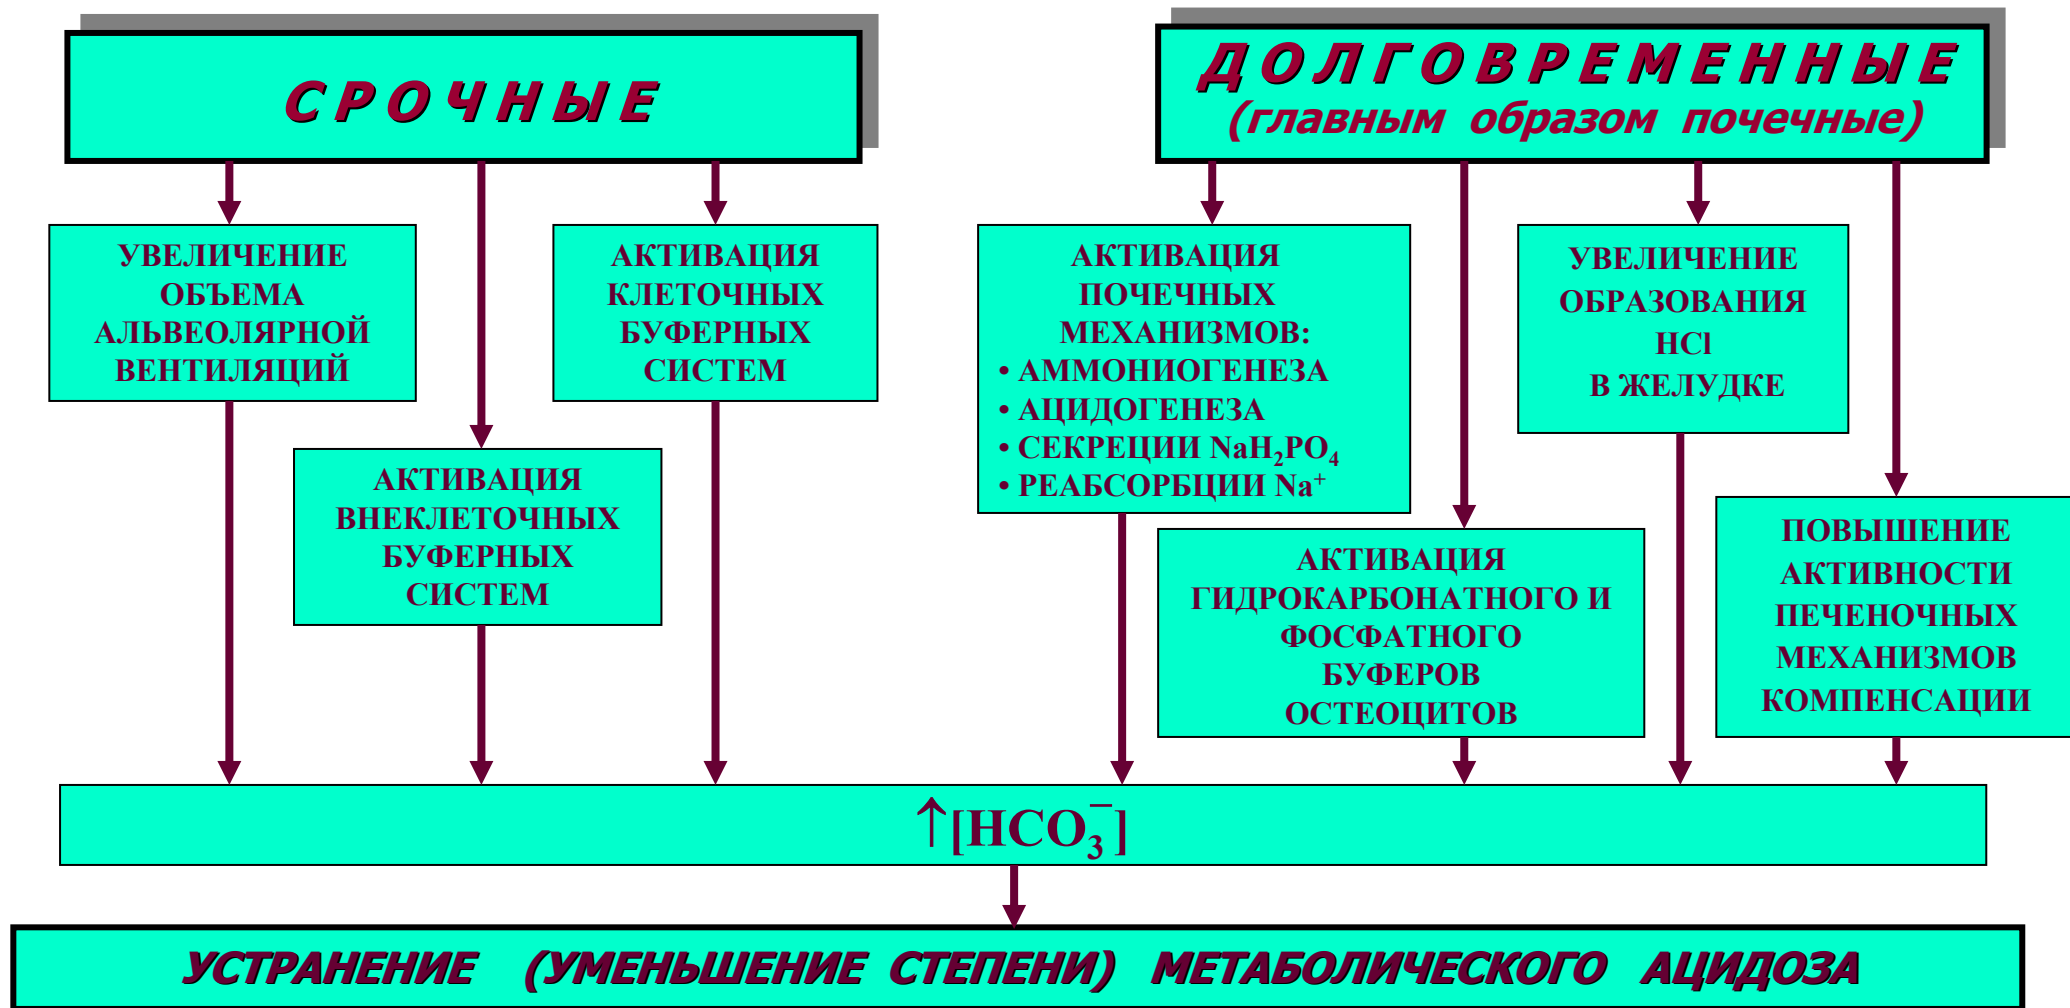 СРОЧНЫЕ
ДОЛГОВРЕМЕННЫЕ
(главным образом почечные)
УВЕЛИЧЕНИЕ
ОБЪЕМА
АЛЬВЕОЛЯРНОЙ
ВЕНТИЛЯЦИЙ
АКТИВАЦИЯ
ВНЕКЛЕТОЧНЫХ
БУФЕРНЫХ
СИСТЕМ
АКТИВАЦИЯ
КЛЕТОЧНЫХ
БУФЕРНЫХ
СИСТЕМ
АКТИВАЦИЯ
ПОЧЕЧНЫХ
МЕХАНИЗМОВ:
• АММОНИОГЕНЕЗА
• АЦИДОГЕНЕЗА
• СЕКРЕЦИИ NaH₂PO₄
• РЕАБСОРБЦИИ Na⁺
АКТИВАЦИЯ
ГИДРОКАРБОНАТНОГО И
ФОСФАТНОГО
БУФЕРОВ
ОСТЕОЦИТОВ
УВЕЛИЧЕНИЕ
ОБРАЗОВАНИЯ
HCl
В ЖЕЛУДКЕ
ПОВЫШЕНИЕ
АКТИВНОСТИ
ПЕЧЕНОЧНЫХ
МЕХАНИЗМОВ
КОМПЕНСАЦИИ
↑[HCO₃⁻]
УСТРАНЕНИЕ (УМЕНЬШЕНИЕ СТЕПЕНИ) МЕТАБОЛИЧЕСКОГО АЦИДОЗА